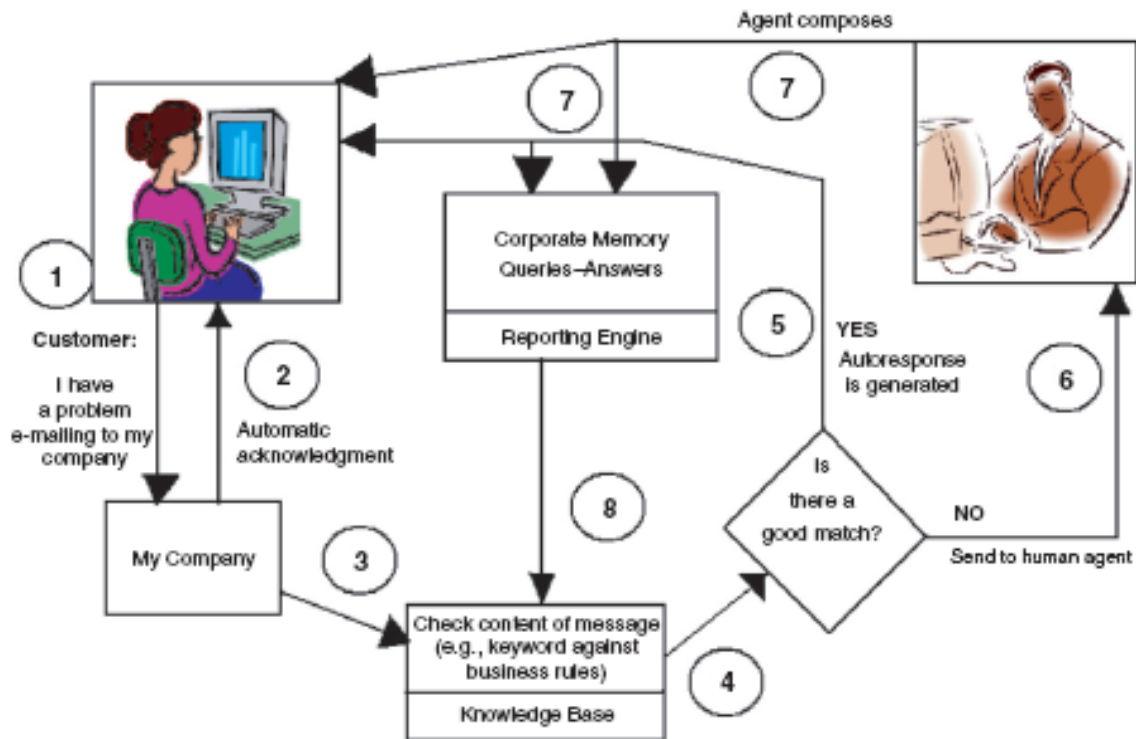 Agent composes
7
7
1
Customer:
I have
a problem
e-mailing to my
company
2
Automatic
acknowledgment
Corporate Memory
Queries–Answers
Reporting Engine
5
YES
Autoresponse
is generated
6
My Company
3
8
Is
there a
good match?
NO
Send to human agent
Check content of message
(e.g., keyword against
business rules)
Knowledge Base
4